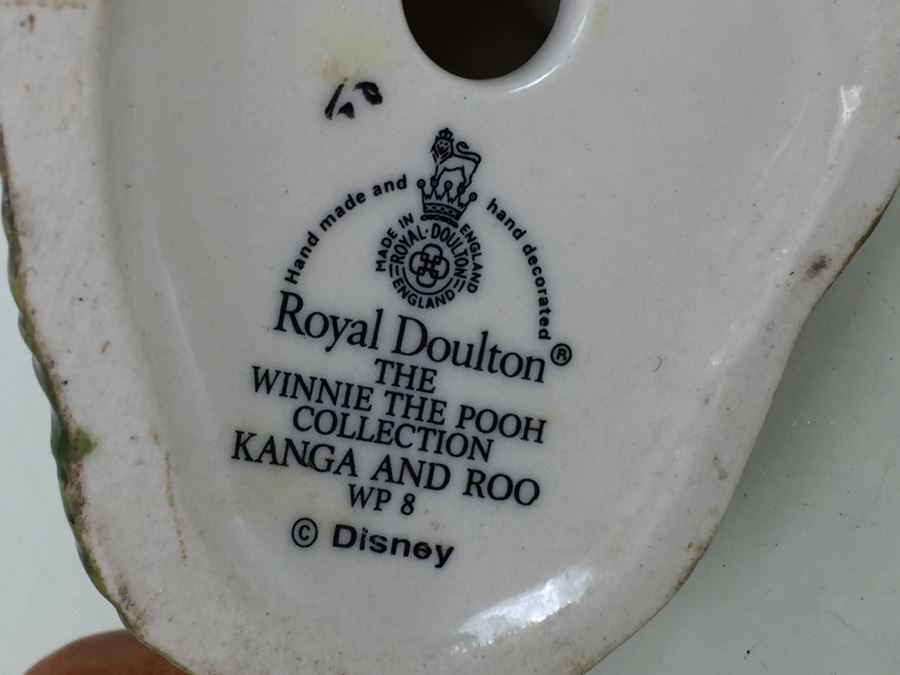 Hand made and hand decorated
MADE IN ENGLAND
ROYAL·DOULTON
ENGLAND
Royal Doulton®
THE
WINNIE THE POOH
COLLECTION
KANGA AND ROO
WP 8
© Disney